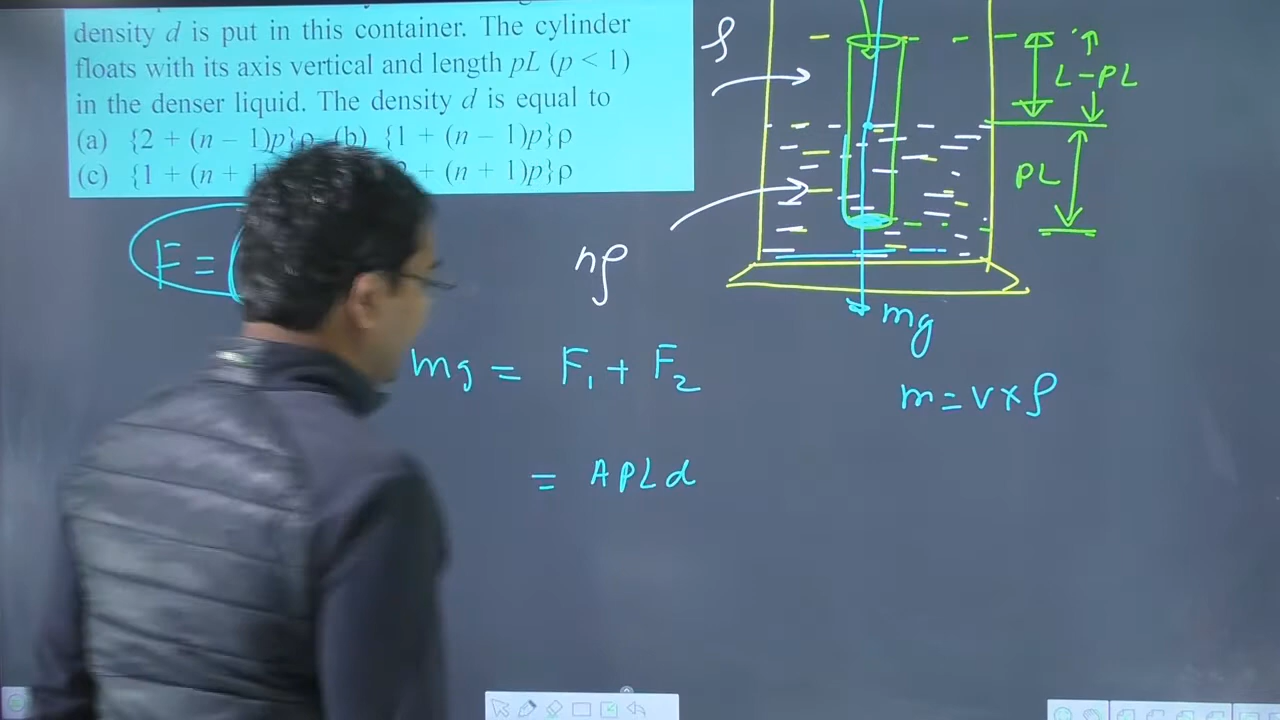 density d is put in this container. The cylinder
floats with its axis vertical and length pL (p < 1)
in the denser liquid. The density d is equal to
(a) {2 + (n – 1)p}ρ (b) {1 + (n – 1)p}ρ
(c) {1 + (n + 1 + (n + 1)p}ρ
ρ
L-PL
PL
F =
nρ
mg
mg = F₁ + F₂
m = v × ρ
= A P L d